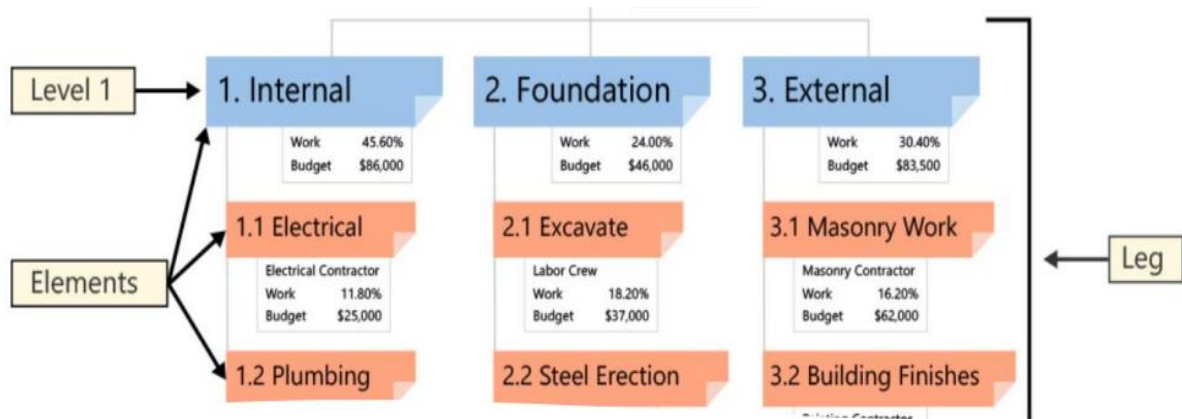 Level 1
1. Internal
2. Foundation
3. External
Work 45.60%
Budget $86,000
Work 24.00%
Budget $46,000
Work 30.40%
Budget $83,500
1.1 Electrical
2.1 Excavate
3.1 Masonry Work
Leg
Elements
Electrical Contractor
Work 11.80%
Budget $25,000
Labor Crew
Work 18.20%
Budget $37,000
Masonry Contractor
Work 16.20%
Budget $62,000
1.2 Plumbing
2.2 Steel Erection
3.2 Building Finishes